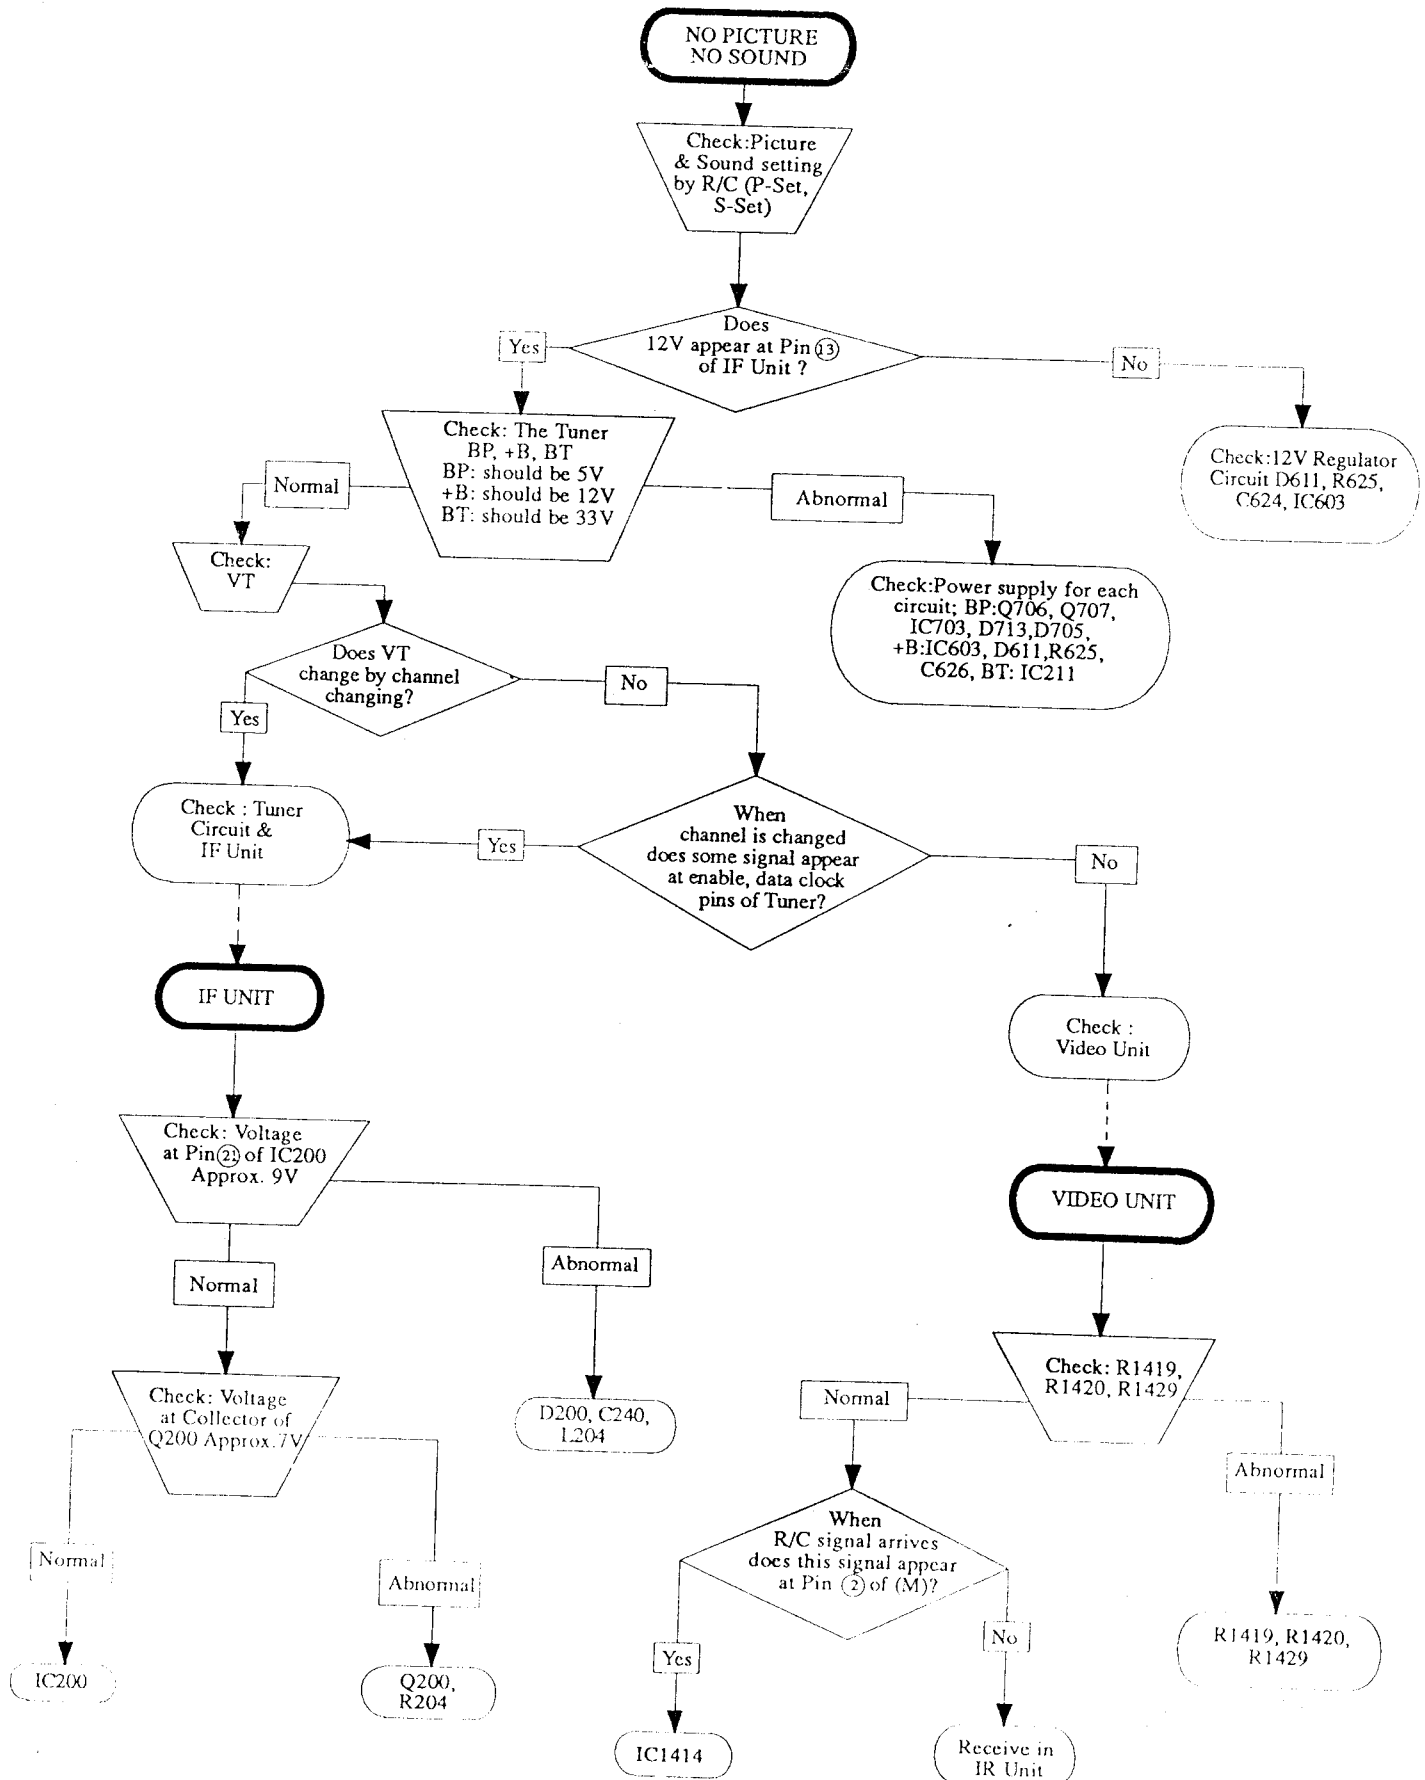 NO PICTURE
NO SOUND
Check:Picture
& Sound setting
by R/C (P-Set,
S-Set)
Does
12V appear at Pin ⑬
of IF Unit ?
Yes
No
Check: The Tuner
BP, +B, BT
BP: should be 5V
+B: should be 12V
BT: should be 33V
Check:12V Regulator
Circuit D611, R625,
C624, IC603
Normal
Abnormal
Check:
VT
Check:Power supply for each
circuit; BP:Q706, Q707,
IC703, D713,D705,
+B:IC603, D611,R625,
C626, BT: IC211
Does VT
change by channel
changing?
No
Yes
Check : Tuner
Circuit &
IF Unit
Yes
When
channel is changed
does some signal appear
at enable, data clock
pins of Tuner?
No
IF UNIT
Check :
Video Unit
Check: Voltage
at Pin㉑ of IC200
Approx. 9V
VIDEO UNIT
Normal
Abnormal
Check: R1419,
R1420, R1429
Check: Voltage
at Collector of
Q200 Approx.7V
D200, C240,
L204
Normal
Abnormal
When
R/C signal arrives
does this signal appear
at Pin ② of (M)?
Normal
Abnormal
Yes
No
R1419, R1420,
R1429
IC200
Q200,
R204
IC1414
Receive in
IR Unit